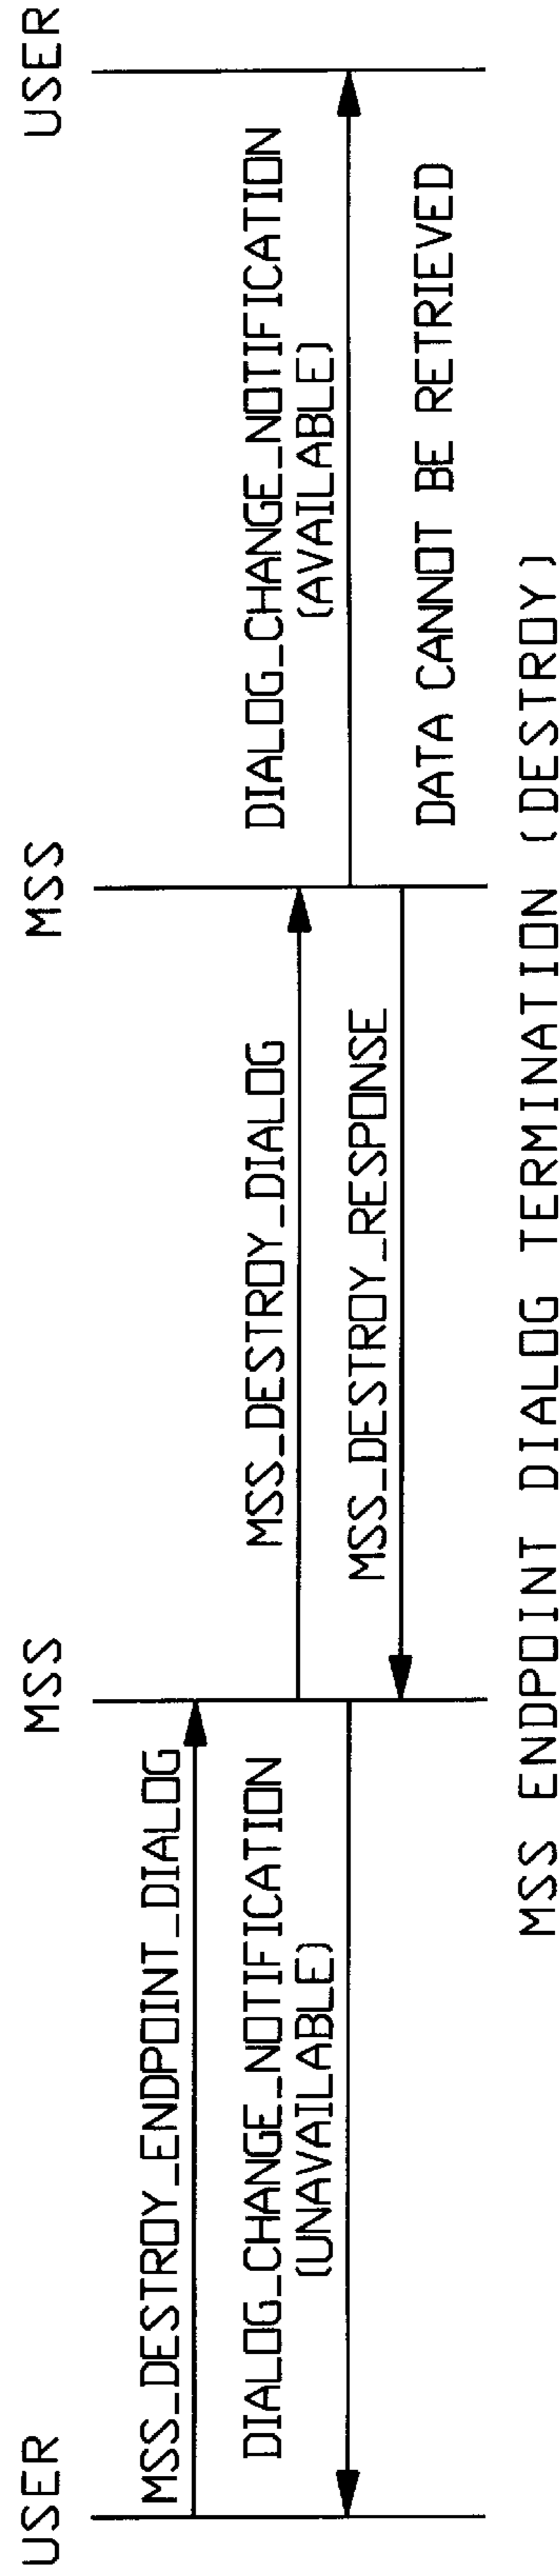 USER
MSS
MSS
USER
MSS_DESTROY_ENDPOINT_DIALOG
DIALOG_CHANGE_NOTIFICATION
(UNAVAILABLE)
MSS_DESTROY_DIALOG
MSS_DESTROY_RESPONSE
DIALOG_CHANGE_NOTIFICATION
(AVAILABLE)
DATA CANNOT BE RETRIEVED
MSS ENDPOINT DIALOG TERMINATION (DESTROY)